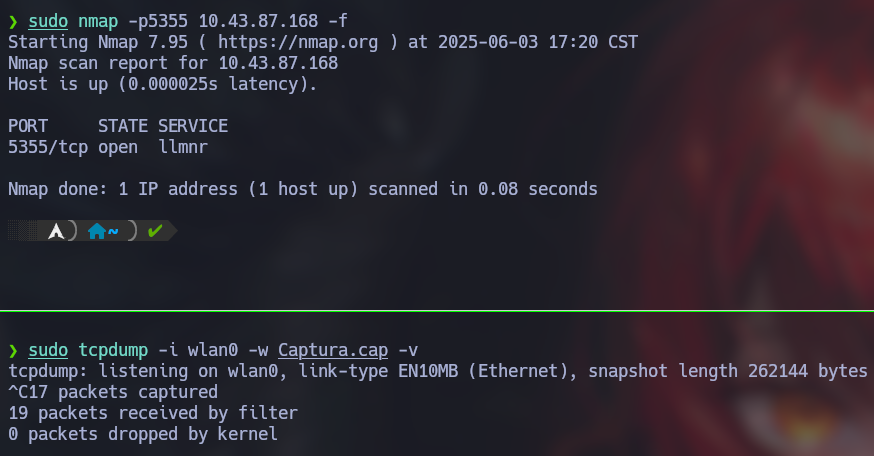 ❯ sudo nmap -p5355 10.43.87.168 -f
Starting Nmap 7.95 ( https://nmap.org ) at 2025-06-03 17:20 CST
Nmap scan report for 10.43.87.168
Host is up (0.000025s latency).
PORT     STATE SERVICE
5355/tcp open  llmnr
Nmap done: 1 IP address (1 host up) scanned in 0.08 seconds
~ ✔
❯ sudo tcpdump -i wlan0 -w Captura.cap -v
tcpdump: listening on wlan0, link-type EN10MB (Ethernet), snapshot length 262144 bytes
^C17 packets captured
19 packets received by filter
0 packets dropped by kernel